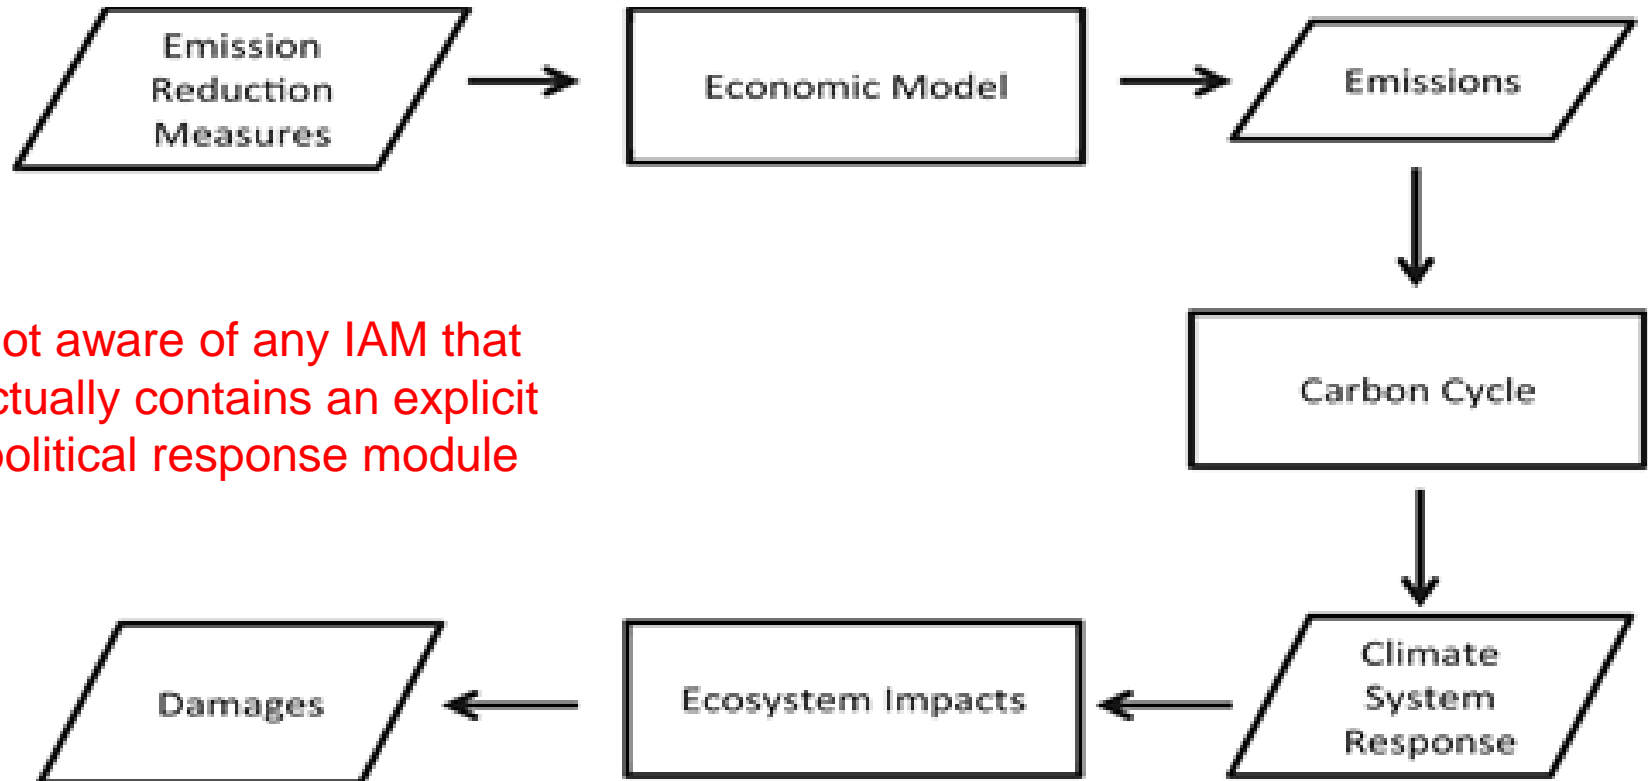 Emission
Reduction
Measures
Economic Model
Emissions
ot aware of any IAM that
ctually contains an explicit
political response module
Carbon Cycle
Damages
Ecosystem Impacts
Climate
System
Response